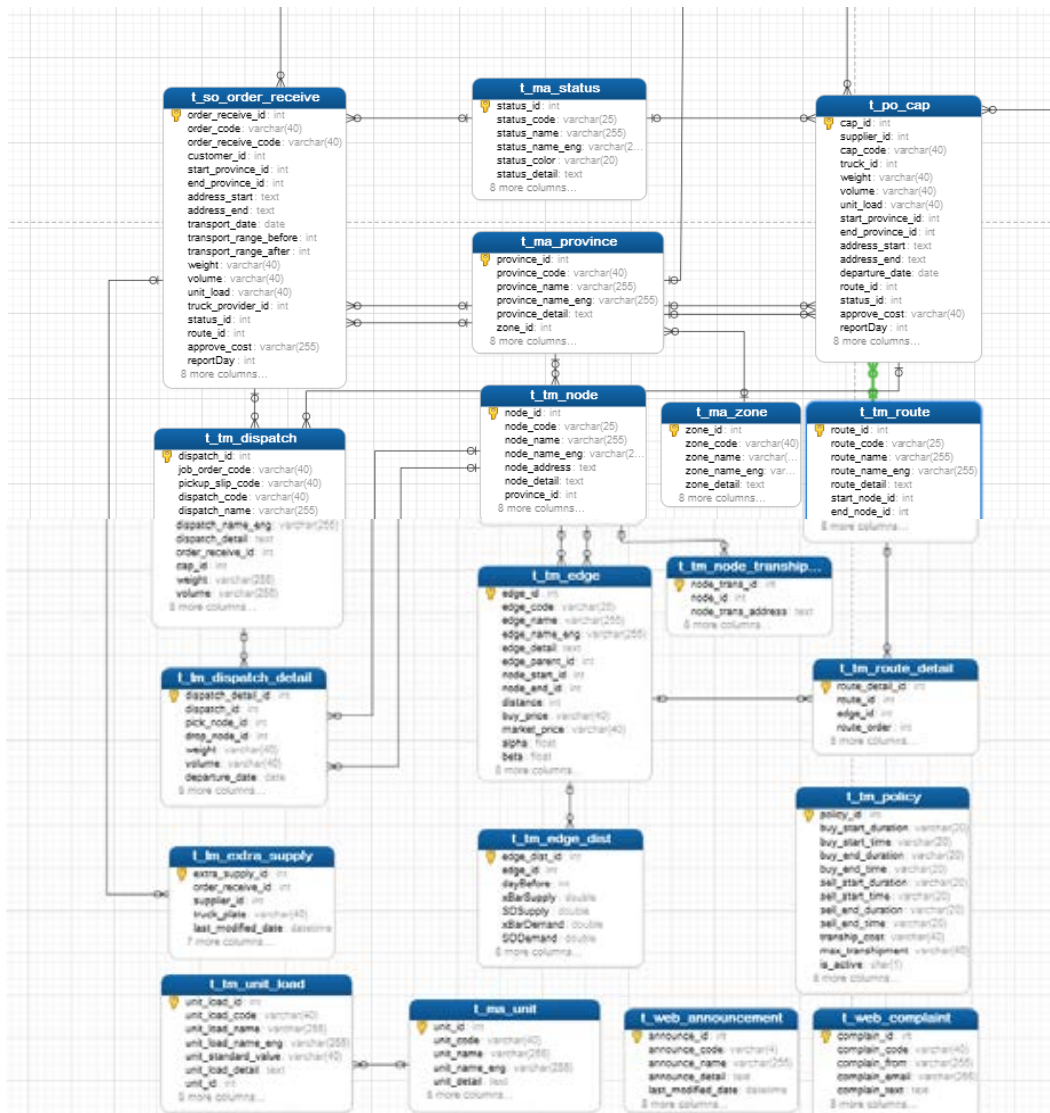 t_so_order_receive
order_receive_id : int
order_code : varchar(40)
order_receive_code : varchar(40)
customer_id : int
start_province_id : int
end_province_id : int
address_start : text
address_end : text
transport_date : date
transport_range_before : int
transport_range_after : int
weight : varchar(40)
volume : varchar(40)
unit_load : varchar(40)
truck_provider_id : int
status_id : int
route_id : int
approve_cost : varchar(255)
reportDay : int
8 more columns...
t_ma_status
status_id : int
status_code : varchar(25)
status_name : varchar(255)
status_name_eng : varchar(2...
status_color : varchar(20)
status_detail : text
8 more columns...
t_po_cap
cap_id : int
supplier_id : int
cap_code : varchar(40)
truck_id : int
weight : varchar(40)
volume : varchar(40)
unit_load : varchar(40)
start_province_id : int
end_province_id : int
address_start : text
address_end : text
departure_date : date
route_id : int
status_id : int
approve_cost : varchar(40)
reportDay : int
8 more columns...
t_ma_province
province_id : int
province_code : varchar(40)
province_name : varchar(255)
province_name_eng : varchar(255)
province_detail : text
zone_id : int
8 more columns...
t_tm_node
node_id : int
node_code : varchar(25)
node_name : varchar(255)
node_name_eng : varchar(2...
node_address : text
node_detail : text
province_id : int
8 more columns...
t_ma_zone
zone_id : int
zone_code : varchar(40)
zone_name : varchar(...
zone_name_eng : var...
zone_detail : text
8 more columns...
t_tm_route
route_id : int
route_code : varchar(25)
route_name : varchar(255)
route_name_eng : varchar(255)
route_detail : text
start_node_id : int
end_node_id : int
8 more columns...
t_tm_dispatch
dispatch_id : int
job_order_code : varchar(40)
pickup_slip_code : varchar(40)
dispatch_code : varchar(40)
dispatch_name : varchar(255)
dispatch_name_eng : varchar(255)
dispatch_detail : text
order_receive_id : int
cap_id : int
weight : varchar(255)
volume : varchar(255)
8 more columns...
t_tm_edge
edge_id : int
edge_code : varchar(25)
edge_name : varchar(255)
edge_name_eng : varchar(255)
edge_detail : text
edge_parent_id : int
node_start_id : int
node_end_id : int
distance : int
buy_price : varchar(40)
market_price : varchar(40)
alpha : float
beta : float
8 more columns...
t_tm_node_tranship...
node_trans_id : int
node_id : int
node_trans_address : text
8 more columns...
t_tm_dispatch_detail
dispatch_detail_id : int
dispatch_id : int
pick_node_id : int
drop_node_id : int
weight : varchar(40)
volume : varchar(40)
departure_date : date
8 more columns...
t_tm_route_detail
route_detail_id : int
route_id : int
edge_id : int
route_order : int
8 more columns...
t_tm_policy
policy_id : int
buy_start_duration : varchar(20)
buy_start_time : varchar(20)
buy_end_duration : varchar(20)
buy_end_time : varchar(20)
sell_start_duration : varchar(20)
sell_start_time : varchar(20)
sell_end_duration : varchar(20)
sell_end_time : varchar(20)
tranship_cost : varchar(40)
max_transhipment : varchar(40)
is_active : char(1)
8 more columns...
t_tm_extra_supply
extra_supply_id : int
order_receive_id : int
supplier_id : int
truck_plate : varchar(40)
last_modified_date : datetime
7 more columns...
t_tm_edge_dist
edge_dist_id : int
edge_id : int
dayBefore : int
xBarSupply : double
SDSupply : double
xBarDemand : double
SDDemand : double
8 more columns...
t_tm_unit_load
unit_load_id : int
unit_load_code : varchar(40)
unit_load_name : varchar(255)
unit_load_name_eng : varchar(255)
unit_standard_value : varchar(40)
unit_load_detail : text
unit_id : int
8 more columns...
t_ma_unit
unit_id : int
unit_code : varchar(40)
unit_name : varchar(255)
unit_name_eng : varchar(255)
unit_detail : text
8 more columns...
t_web_announcement
announce_id : int
announce_code : varchar(4)
announce_name : varchar(255)
announce_detail : text
last_modified_date : datetime
8 more columns...
t_web_complaint
complain_id : int
complain_code : varchar(40)
complain_from : varchar(255)
complain_email : varchar(255)
complain_text : text
8 more columns...